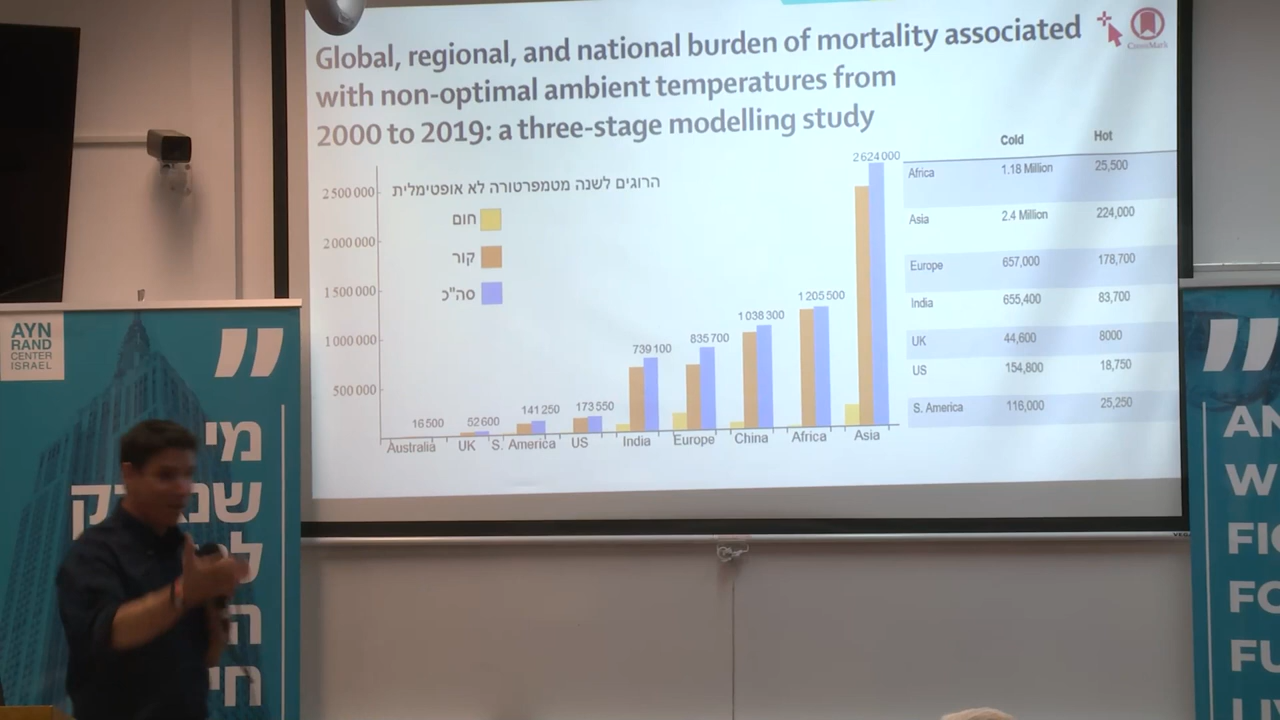 Global, regional, and national burden of mortality associated
with non-optimal ambient temperatures from
2000 to 2019: a three-stage modelling study
CrossMark
הרוגים לשנה מטמפרטורה לא אופטימלית
חום
קור
סה"כ
2 500 000
2 000 000
1 500 000
1 000 000
500 000
16 500
52 600
141 250
173 550
739 100
835 700
1 038 300
1 205 500
2 624 000
Australia UK S. America US India Europe China Africa Asia
Cold Hot
Africa 1.18 Million 25,500
Asia 2.4 Million 224,000
Europe 657,000 178,700
India 655,400 83,700
UK 44,600 8000
US 154,800 18,750
S. America 116,000 25,250
AYN
RAND
CENTER
ISRAEL
מי
AN
W
FI
FO
FU